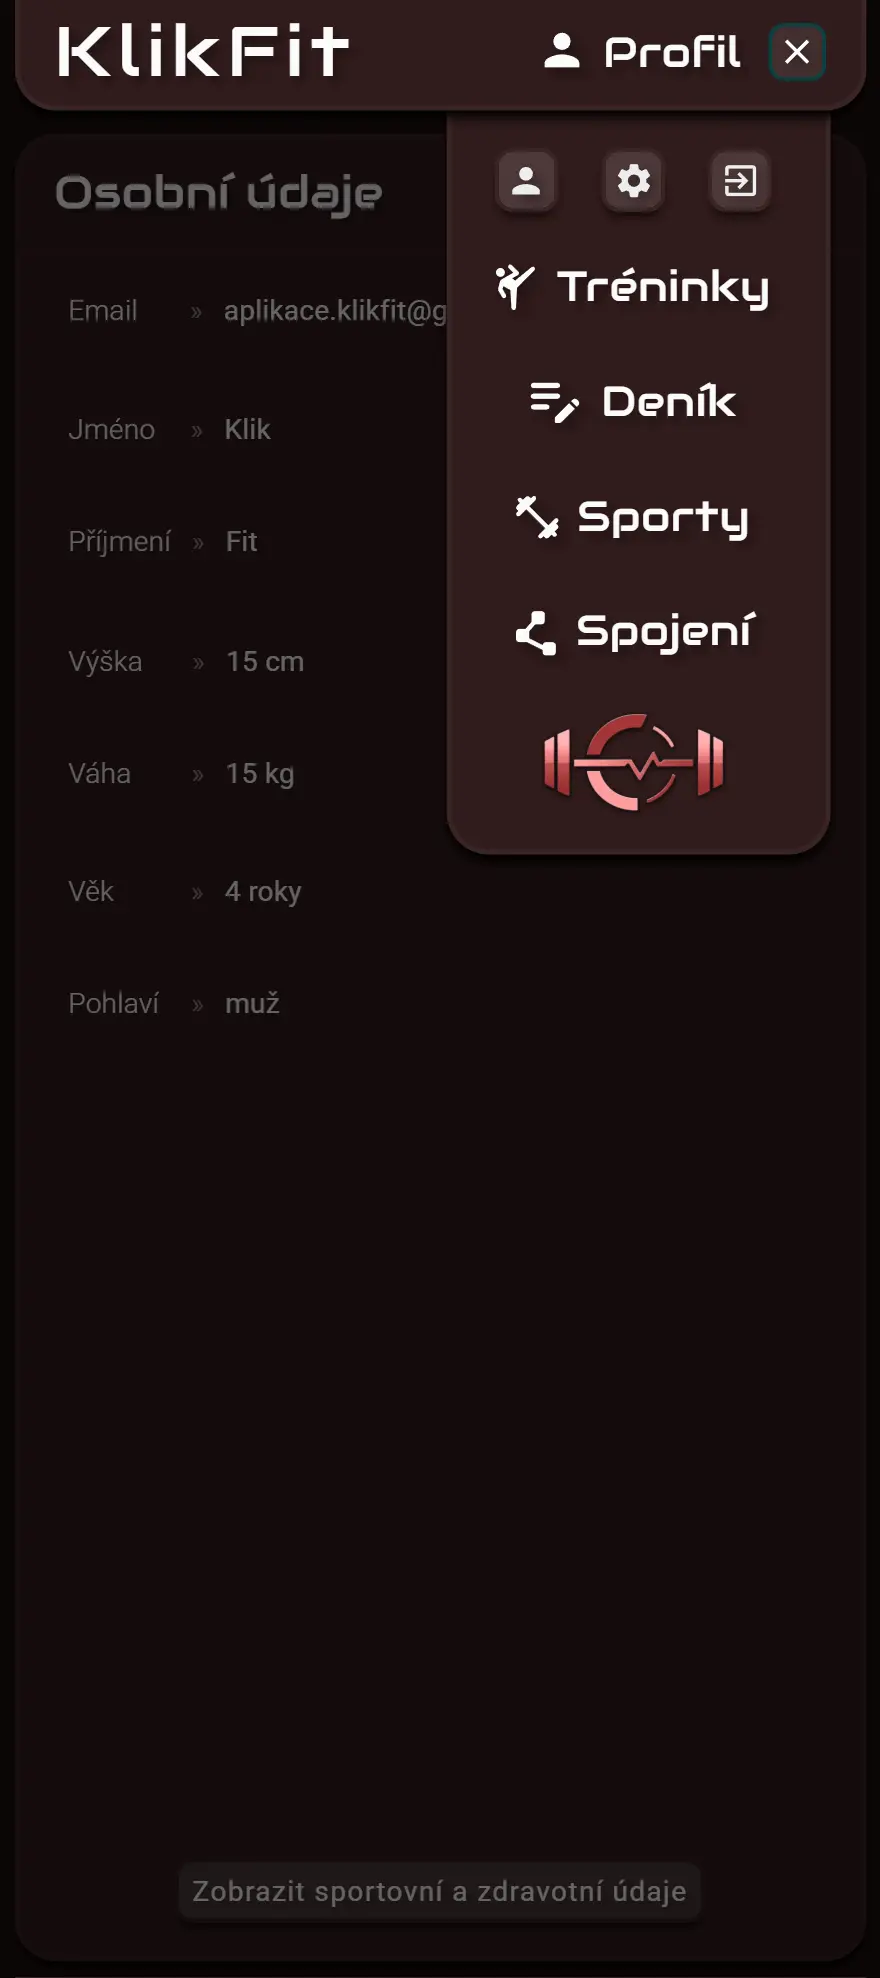 KlikFit
Profil
Osobní údaje
Tréninky
Deník
Sporty
Spojení
Email » aplikace.klikfit@g
Jméno » Klik
Příjmení » Fit
Výška » 15 cm
Váha » 15 kg
Věk » 4 roky
Pohlaví » muž
Zobrazit sportovní a zdravotní údaje